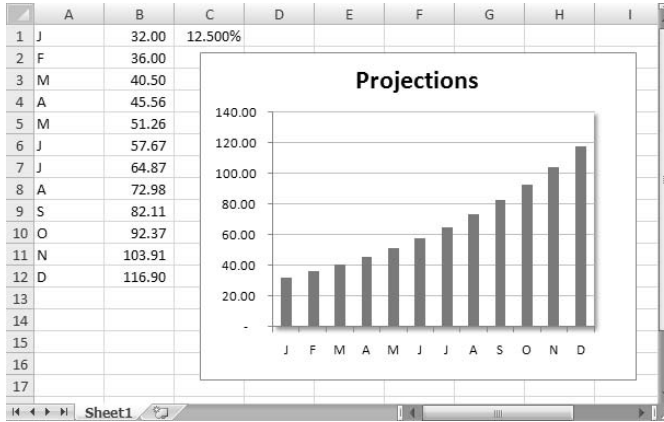 A B C D E F G H I
1 J 32.00 12.500%
2 F 36.00
3 M 40.50
4 A 45.56
5 M 51.26
6 J 57.67
7 J 64.87
8 A 72.98
9 S 82.11
10 O 92.37
11 N 103.91
12 D 116.90
13
14
15
16
17
Projections
140.00
120.00
100.00
80.00
60.00
40.00
20.00
-
J F M A M J J A S O N D
Sheet1